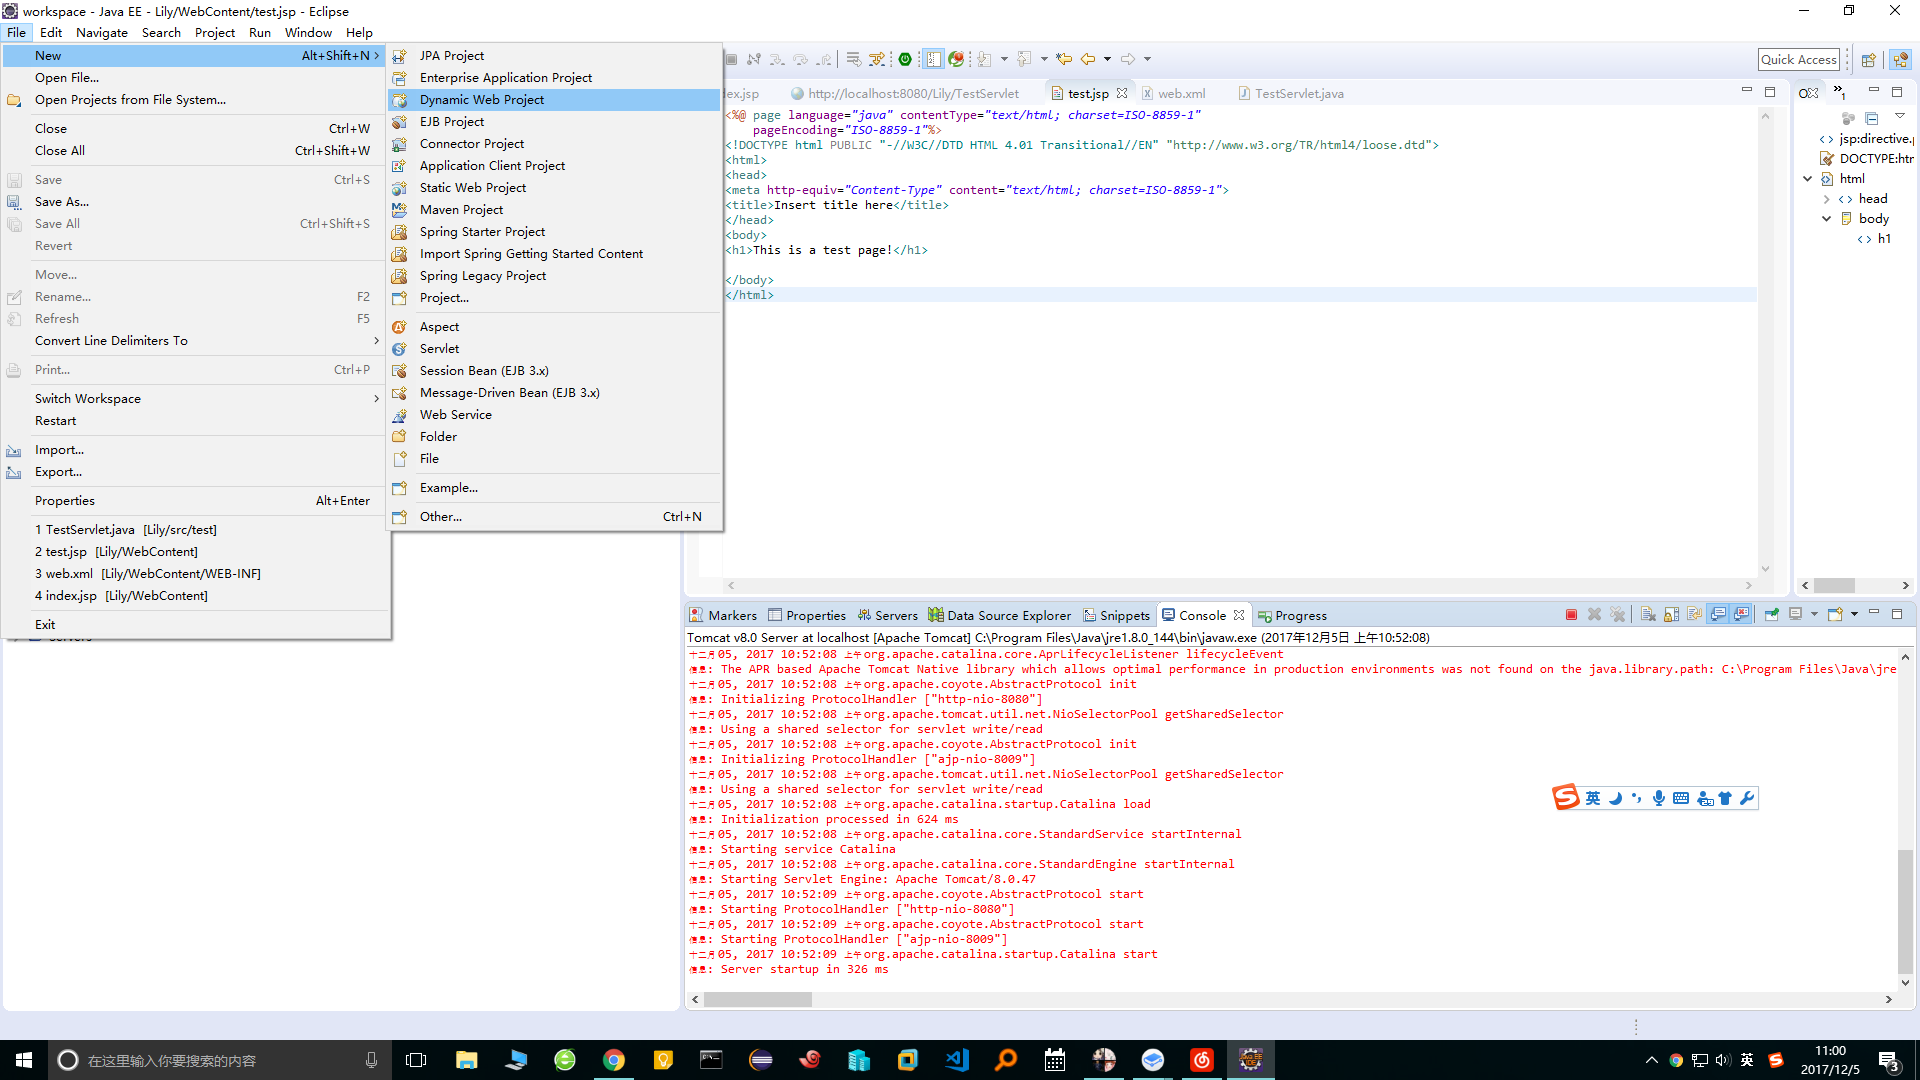 workspace - Java EE - Lily/WebContent/test.jsp - Eclipse
File Edit Navigate Search Project Run Window Help
New Alt+Shift+N
Open File...
Open Projects from File System...
Close Ctrl+W
Close All Ctrl+Shift+W
Save Ctrl+S
Save As...
Save All Ctrl+Shift+S
Revert
Move...
Rename... F2
Refresh F5
Convert Line Delimiters To
Print... Ctrl+P
Switch Workspace
Restart
Import...
Export...
Properties Alt+Enter
1 TestServlet.java [Lily/src/test]
2 test.jsp [Lily/WebContent]
3 web.xml [Lily/WebContent/WEB-INF]
4 index.jsp [Lily/WebContent]
Exit
JPA Project
Enterprise Application Project
Dynamic Web Project
EJB Project
Connector Project
Application Client Project
Static Web Project
Maven Project
Spring Starter Project
Import Spring Getting Started Content
Spring Legacy Project
Project...
Aspect
Servlet
Session Bean (EJB 3.x)
Message-Driven Bean (EJB 3.x)
Web Service
Folder
File
Example...
Other... Ctrl+N
Quick Access
dex.jsp http://localhost:8080/Lily/TestServlet test.jsp web.xml TestServlet.java
<%@ page language="java" contentType="text/html; charset=ISO-8859-1"
pageEncoding="ISO-8859-1"%>
<!DOCTYPE html PUBLIC "-//W3C//DTD HTML 4.01 Transitional//EN" "http://www.w3.org/TR/html4/loose.dtd">
<html>
<head>
<meta http-equiv="Content-Type" content="text/html; charset=ISO-8859-1">
<title>Insert title here</title>
</head>
<body>
<h1>This is a test page!</h1>
</body>
</html>
jsp:directive.
DOCTYPE:htm
html
head
body
h1
Markers Properties Servers Data Source Explorer Snippets Console Progress
Tomcat v8.0 Server at localhost [Apache Tomcat] C:\Program Files\Java\jre1.8.0_144\bin\javaw.exe (2017年12月5日 上午10:52:08)
十二月 05, 2017 10:52:08 上午 org.apache.catalina.core.AprLifecycleListener lifecycleEvent
信息: The APR based Apache Tomcat Native library which allows optimal performance in production environments was not found on the java.library.path: C:\Program Files\Java\jre
十二月 05, 2017 10:52:08 上午 org.apache.coyote.AbstractProtocol init
信息: Initializing ProtocolHandler ["http-nio-8080"]
十二月 05, 2017 10:52:08 上午 org.apache.tomcat.util.net.NioSelectorPool getSharedSelector
信息: Using a shared selector for servlet write/read
十二月 05, 2017 10:52:08 上午 org.apache.coyote.AbstractProtocol init
信息: Initializing ProtocolHandler ["ajp-nio-8009"]
十二月 05, 2017 10:52:08 上午 org.apache.tomcat.util.net.NioSelectorPool getSharedSelector
信息: Using a shared selector for servlet write/read
十二月 05, 2017 10:52:08 上午 org.apache.catalina.startup.Catalina load
信息: Initialization processed in 624 ms
十二月 05, 2017 10:52:08 上午 org.apache.catalina.core.StandardService startInternal
信息: Starting service Catalina
十二月 05, 2017 10:52:08 上午 org.apache.catalina.core.StandardEngine startInternal
信息: Starting Servlet Engine: Apache Tomcat/8.0.47
十二月 05, 2017 10:52:09 上午 org.apache.coyote.AbstractProtocol start
信息: Starting ProtocolHandler ["http-nio-8080"]
十二月 05, 2017 10:52:09 上午 org.apache.coyote.AbstractProtocol start
信息: Starting ProtocolHandler ["ajp-nio-8009"]
十二月 05, 2017 10:52:09 上午 org.apache.catalina.startup.Catalina start
信息: Server startup in 326 ms
英
在这里输入你要搜索的内容
英
11:00
2017/12/5
3